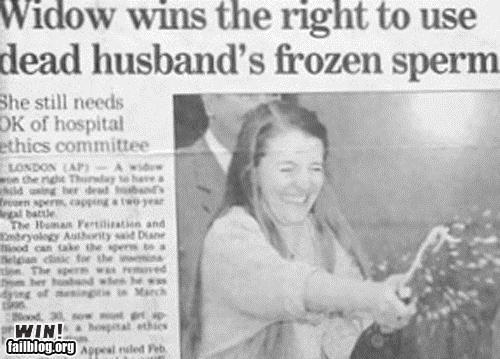 Widow wins the right to use
dead husband's frozen sperm
She still needs
OK of hospital
ethics committee
LONDON (AP) — A widow
won the right Thursday to have a
child using her dead husband's
frozen sperm, capping a two-year
legal battle.
The Human Fertilisation and
Embryology Authority said Diane
Blood can take the sperm to a
Belgian clinic for the insemina-
tion. The sperm was removed
from her husband when he was
dying of meningitis in March
1995.
Blood, 30, now must get ap-
a hospital ethics
Appeal ruled Feb.
WIN!
failblog.org